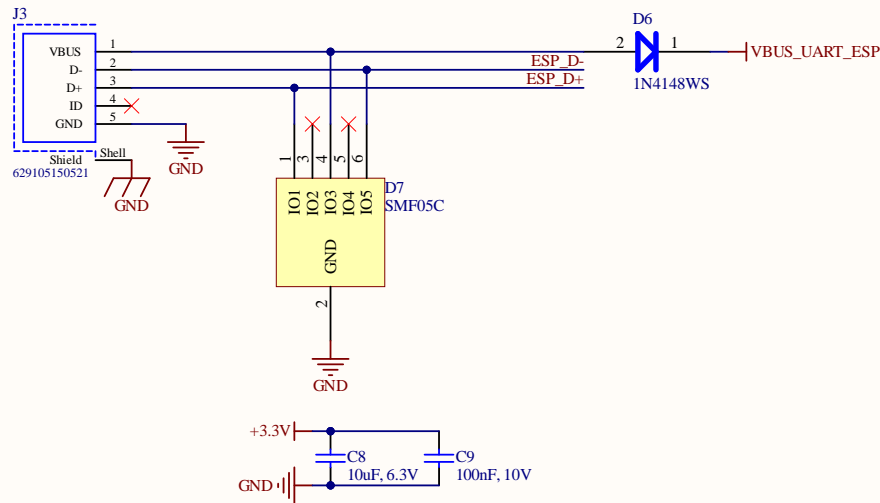 J3
VBUS 1
D- 2
D+ 3
ID 4
GND 5
Shield Shell
629105150521
GND
GND
ESP_D-
ESP_D+
D6
2 1
1N4148WS
VBUS_UART_ESP
1 3 4 5 6
IO1 IO2 IO3 IO4 IO5
D7
SMF05C
GND
2
GND
+3.3V
C8
10uF, 6.3V
C9
100nF, 10V
GND